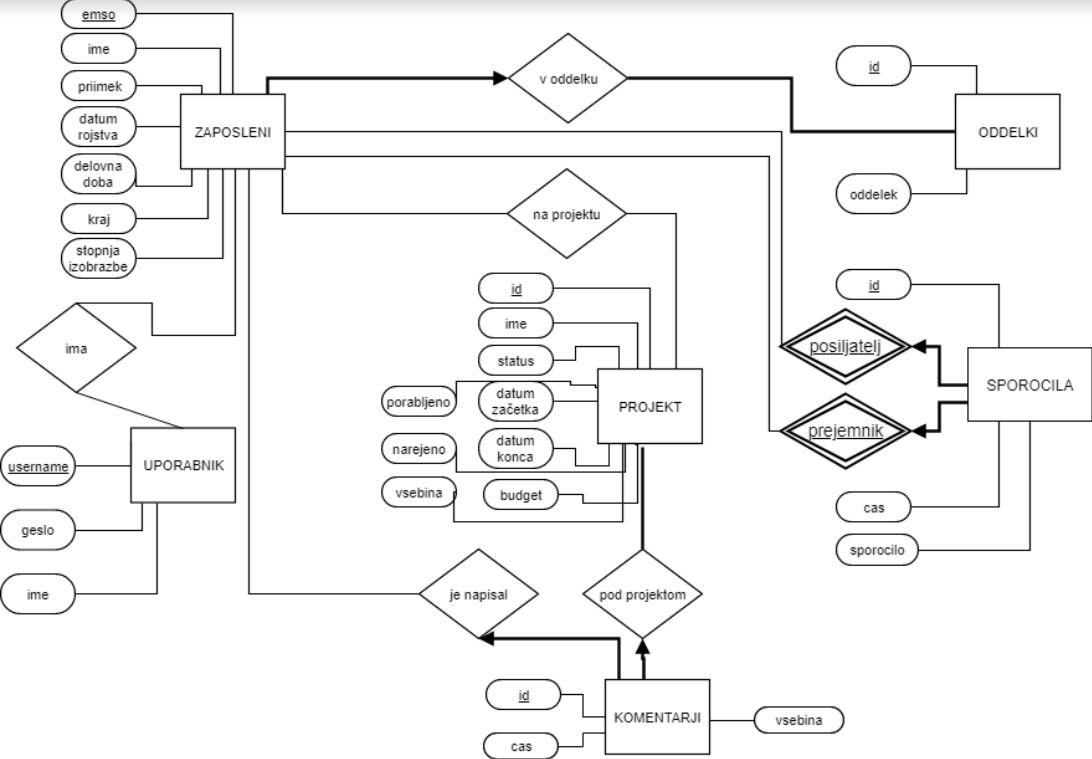 emso
ime
priimek
datum
rojstva
delovna
doba
kraj
stopnja
izobrazbe
ZAPOSLENI
v oddelku
id
ODDELKI
oddelek
na projektu
ima
id
ime
status
porabljeno
datum
začetka
narejeno
datum
konca
vsebina
budget
PROJEKT
id
posiljatelj
prejemnik
SPOROCILA
cas
sporocilo
username
UPORABNIK
geslo
ime
je napisal
pod projektom
id
cas
KOMENTARJI
vsebina